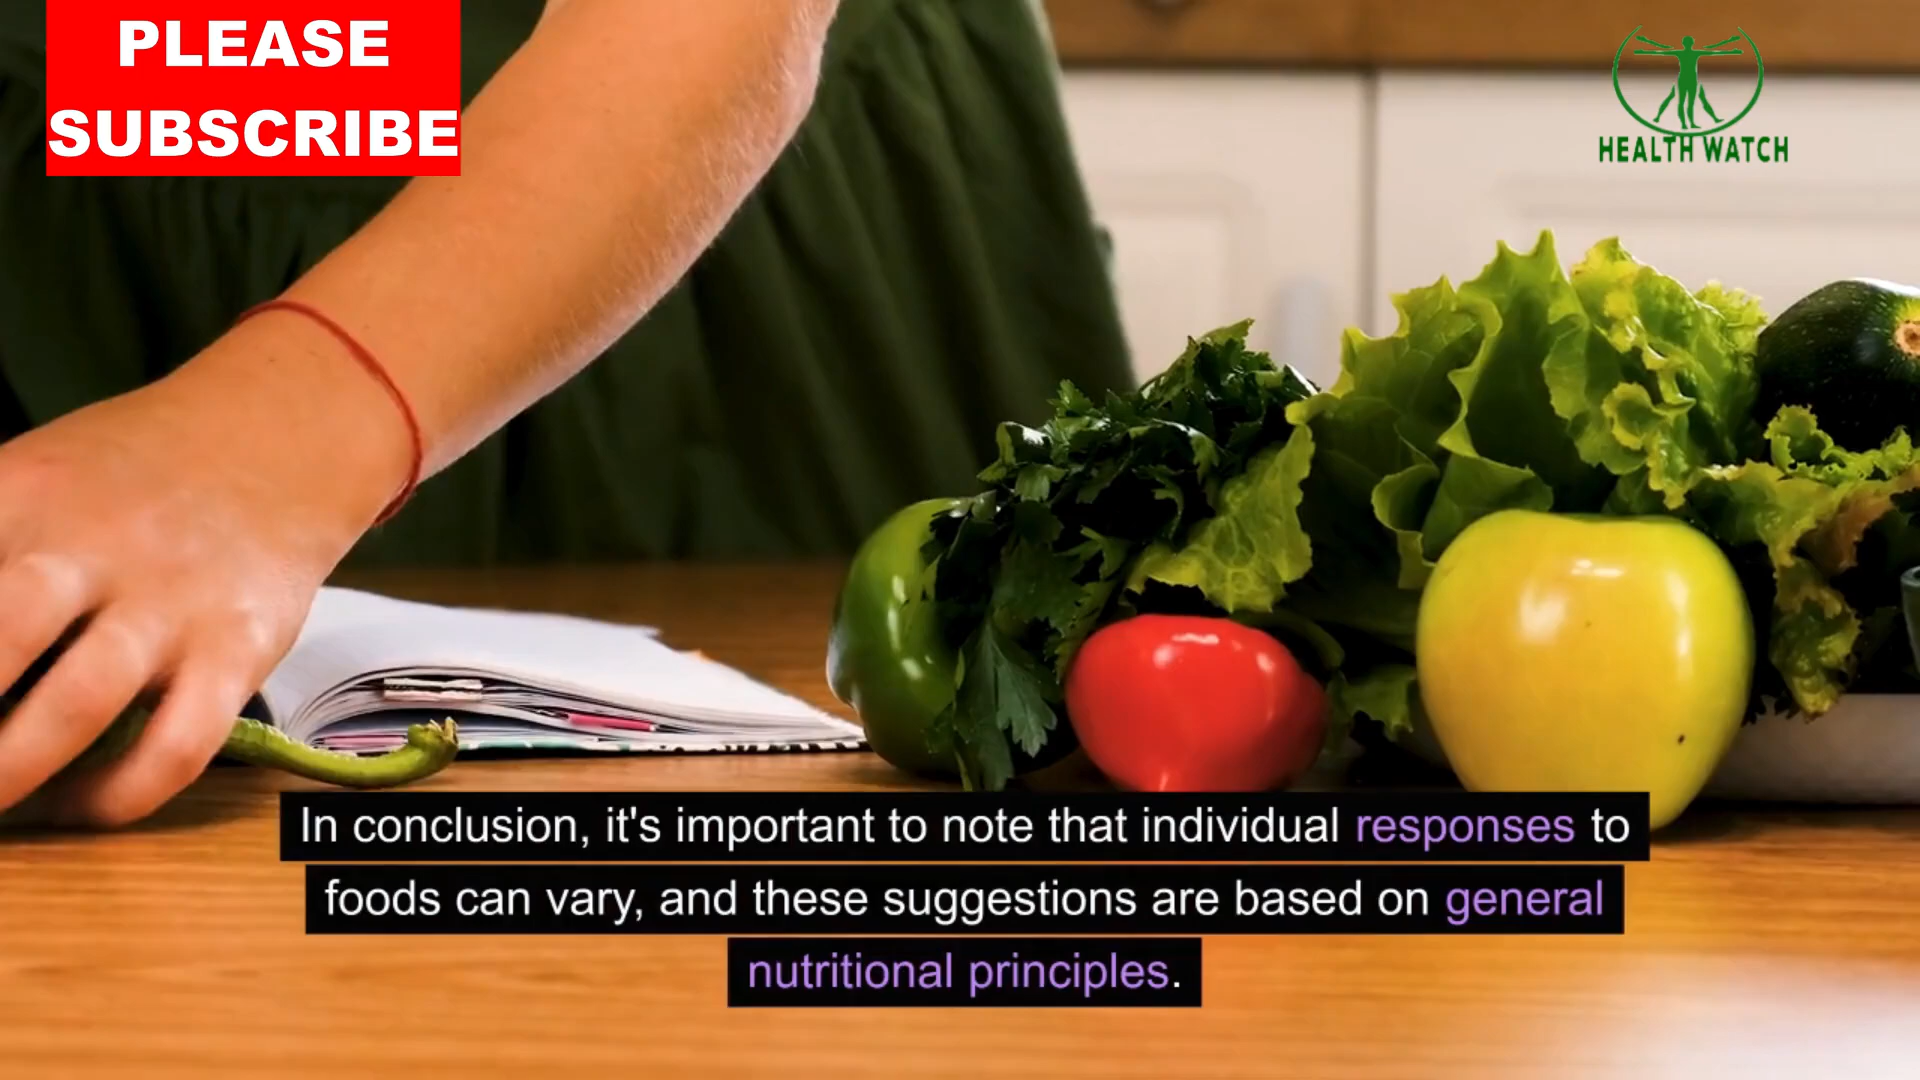 PLEASE
SUBSCRIBE
HEALTH WATCH
In conclusion, it's important to note that individual responses to
foods can vary, and these suggestions are based on general
nutritional principles.